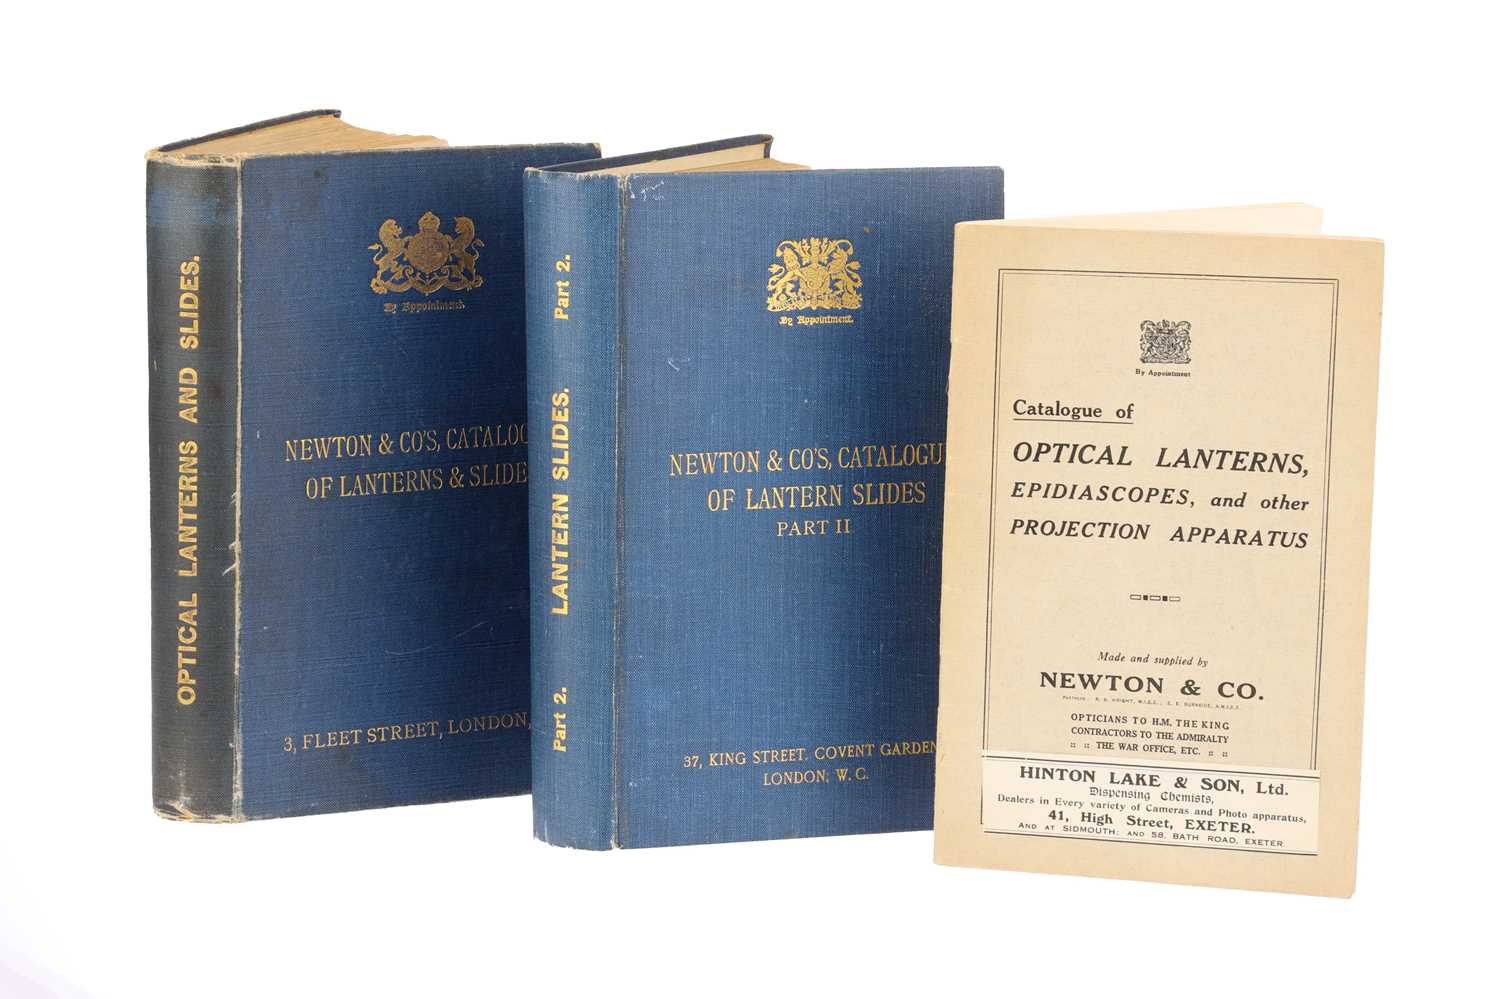 OPTICAL LANTERNS AND SLIDES.
By Appointment.
NEWTON & CO'S, CATALOG
OF LANTERNS & SLIDE
3, FLEET STREET, LONDON,
Part 2.
LANTERN SLIDES.
Part 2.
By Appointment.
NEWTON & CO'S, CATALOGU
OF LANTERN SLIDES
PART II
37, KING STREET, COVENT GARDEN
LONDON, W.C.
By Appointment
Catalogue of
OPTICAL LANTERNS,
EPIDIASCOPES, and other
PROJECTION APPARATUS
Made and supplied by
NEWTON & CO.
OPTICIANS TO H.M. THE KING
CONTRACTORS TO THE ADMIRALTY
:: :: THE WAR OFFICE, ETC. :: ::
HINTON LAKE & SON, Ltd.
Dispensing Chemists,
Dealers in Every variety of Cameras and Photo apparatus,
41, High Street, EXETER.
AND AT SIDMOUTH; AND 58, BATH ROAD, EXETER